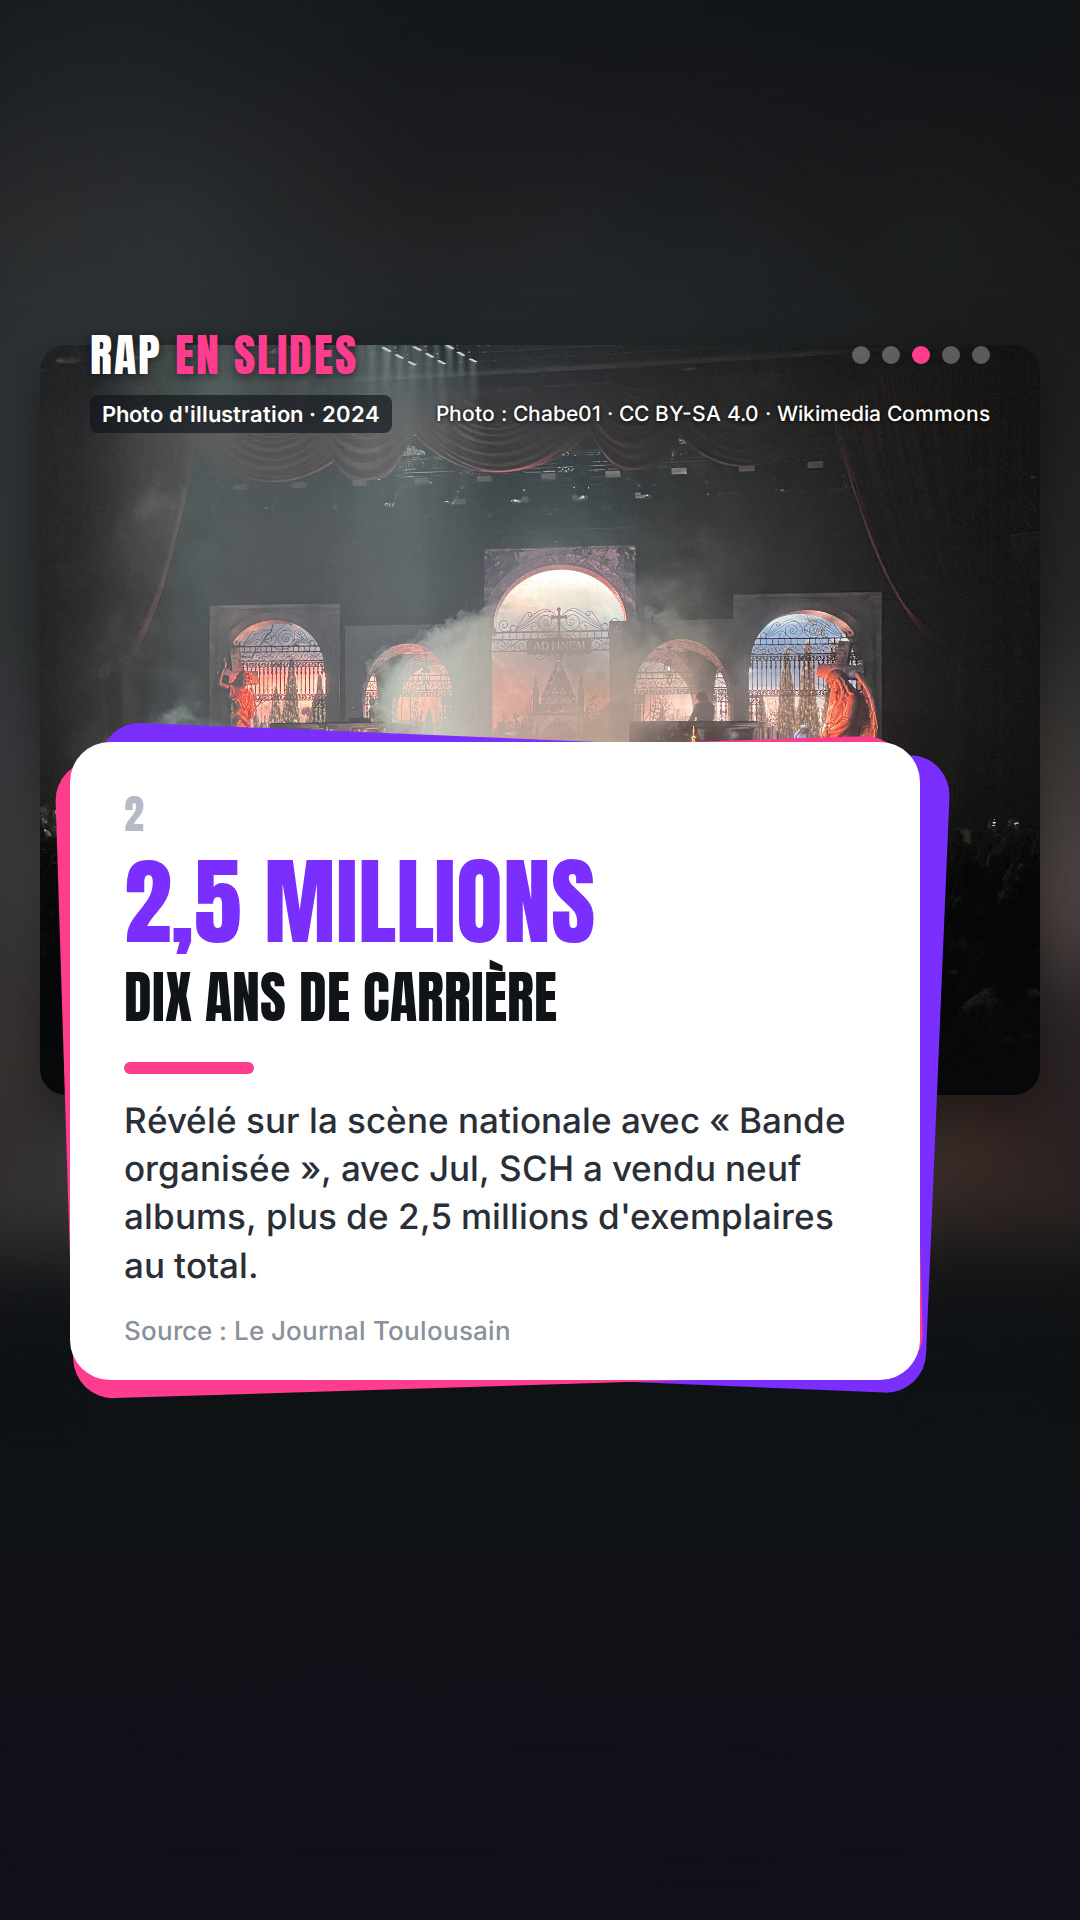 RAP EN SLIDES
Photo d'illustration · 2024
Photo : Chabe01 · CC BY-SA 4.0 · Wikimedia Commons
AD FINEM
2
2,5 MILLIONS
DIX ANS DE CARRIÈRE
Révélé sur la scène nationale avec « Bande
organisée », avec Jul, SCH a vendu neuf
albums, plus de 2,5 millions d'exemplaires
au total.
Source : Le Journal Toulousain